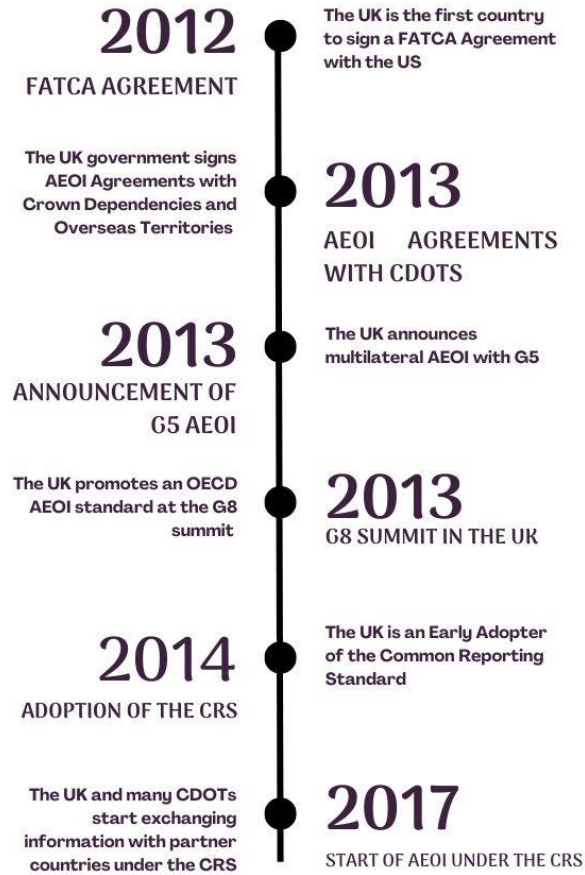 2012
FATCA AGREEMENT
The UK is the first country
to sign a FATCA Agreement
with the US
The UK government signs
AEOI Agreements with
Crown Dependencies and
Overseas Territories
2013
AEOI AGREEMENTS
WITH CDOTS
2013
ANNOUNCEMENT OF
G5 AEOI
The UK announces
multilateral AEOI with G5
The UK promotes an OECD
AEOI standard at the G8
summit
2013
G8 SUMMIT IN THE UK
2014
ADOPTION OF THE CRS
The UK is an Early Adopter
of the Common Reporting
Standard
The UK and many CDOTs
start exchanging
information with partner
countries under the CRS
2017
START OF AEOI UNDER THE CRS